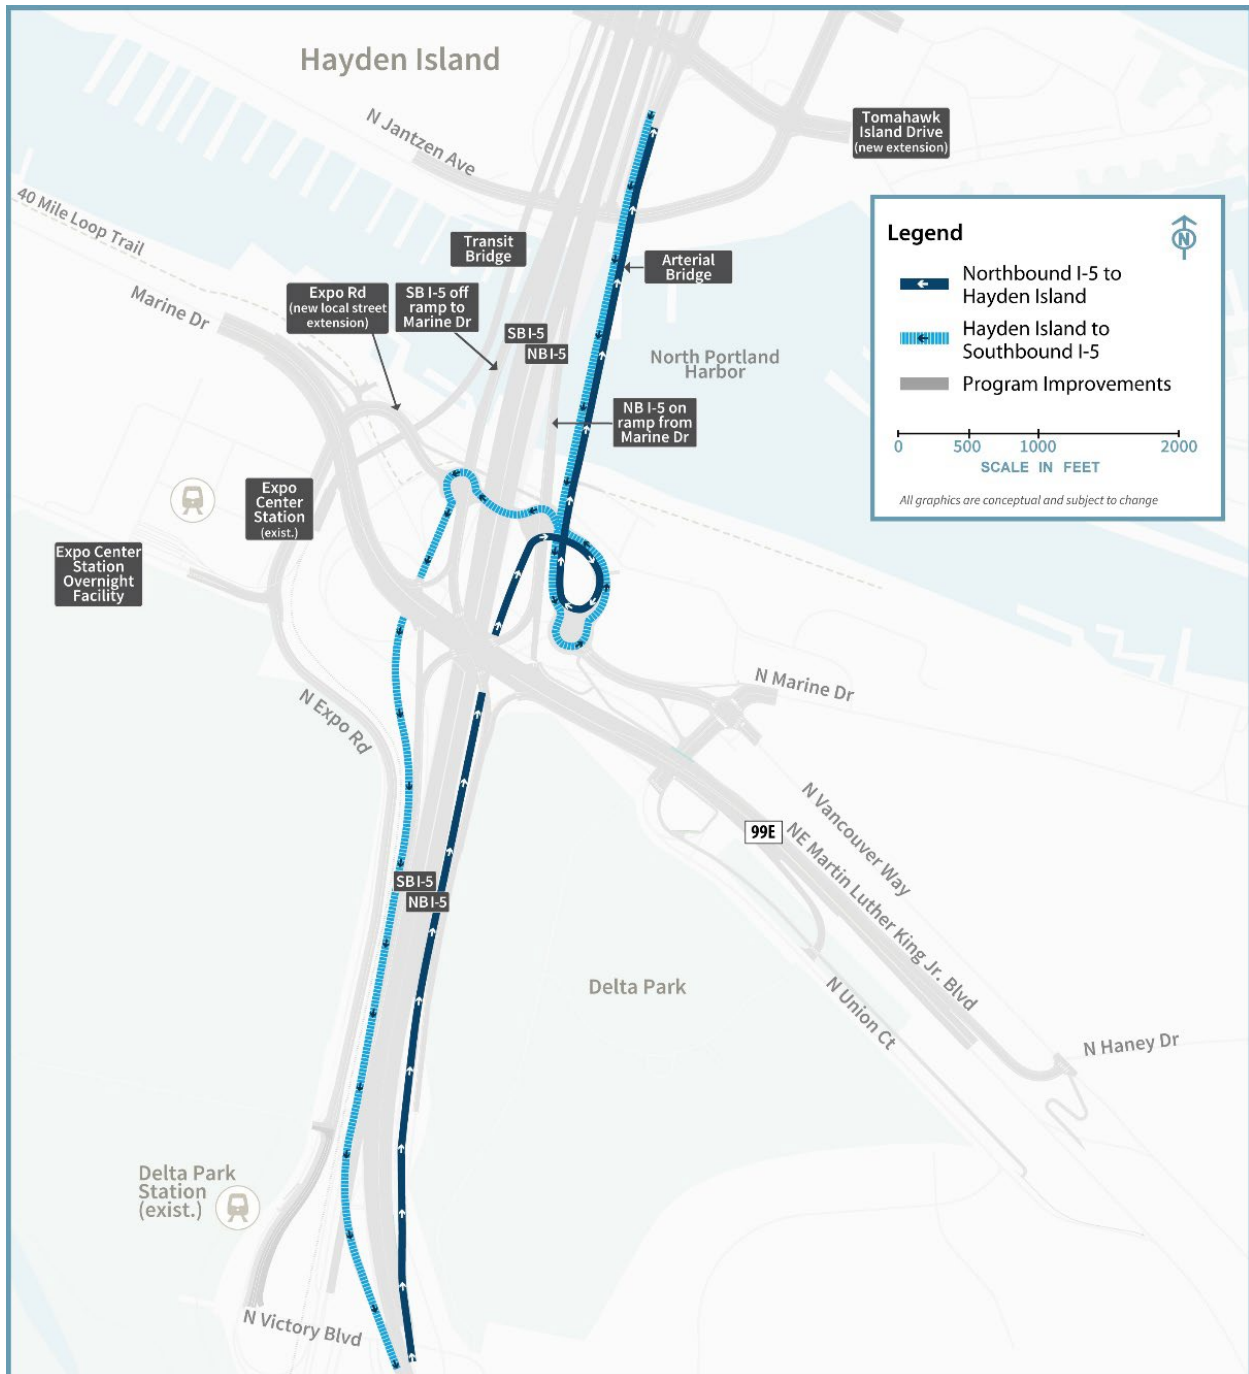 Hayden Island
N Jantzen Ave
Tomahawk
Island Drive
(new extension)
40 Mile Loop Trail
Transit
Bridge
Arterial
Bridge
Marine Dr
Expo Rd
(new local street
extension)
SB I-5 off
ramp to
Marine Dr
SB I-5
NB I-5
North Portland
Harbor
NB I-5 on
ramp from
Marine Dr
Legend
N
Northbound I-5 to
Hayden Island
Hayden Island to
Southbound I-5
Program Improvements
0 500 1000 2000
SCALE IN FEET
All graphics are conceptual and subject to change
Expo
Center
Station
(exist.)
Expo Center
Station
Overnight
Facility
N Expo Rd
N Marine Dr
N Vancouver Way
99E
NE Martin Luther King Jr. Blvd
SB I-5
NB I-5
Delta Park
N Union Ct
N Haney Dr
Delta Park
Station
(exist.)
N Victory Blvd